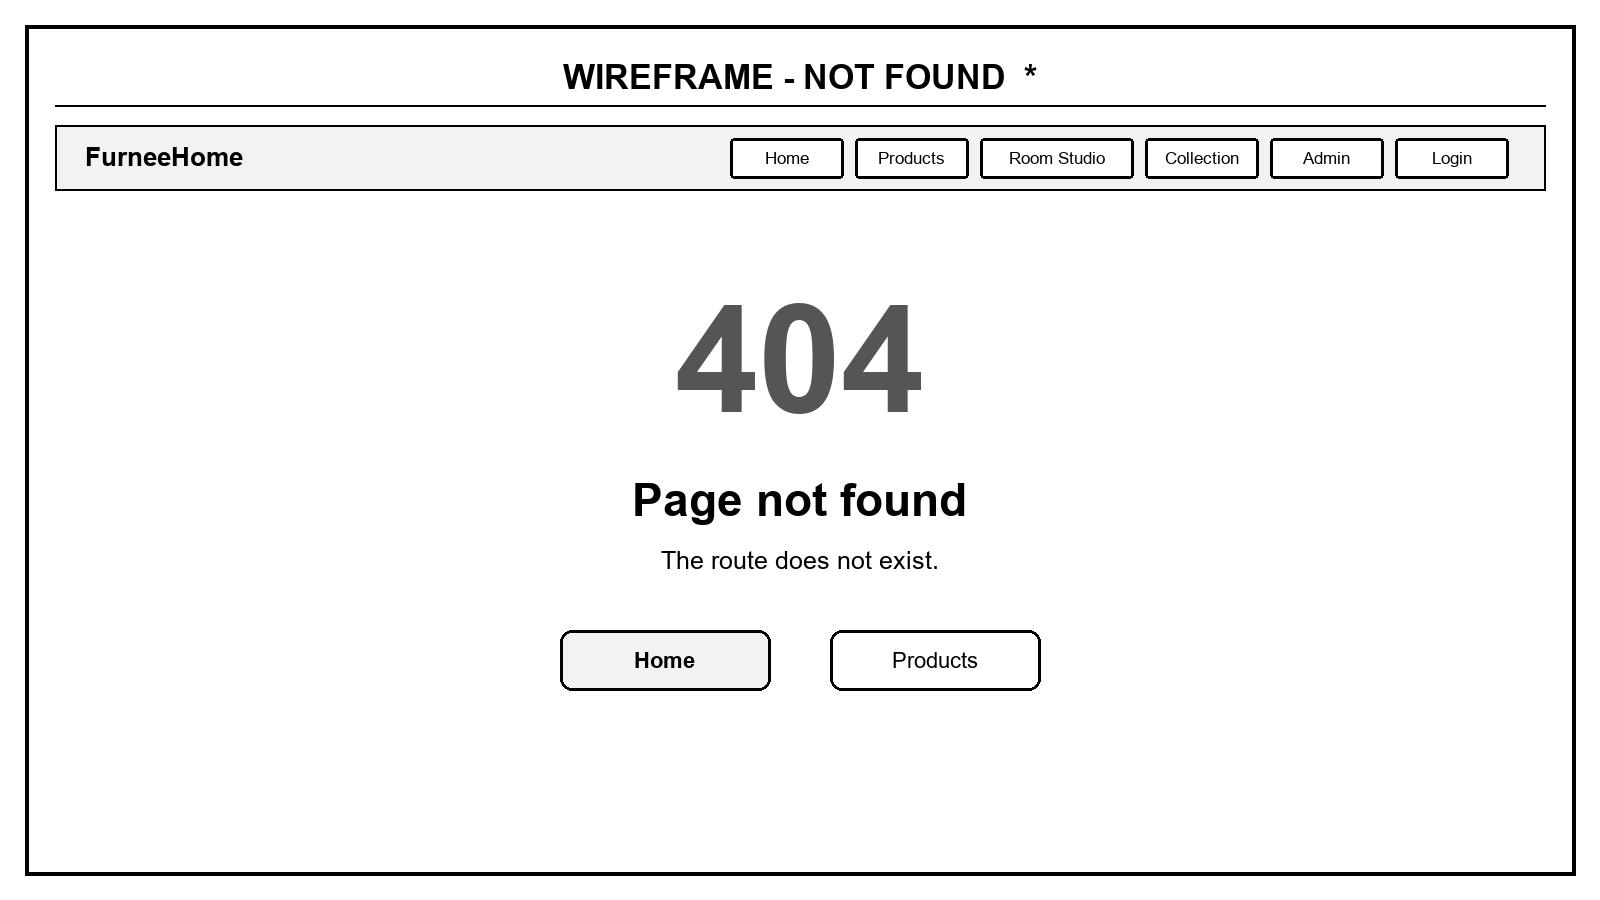 WIREFRAME - NOT FOUND *
FurneeHome Home Products Room Studio Collection Admin Login
404
Page not found
The route does not exist.
Home Products